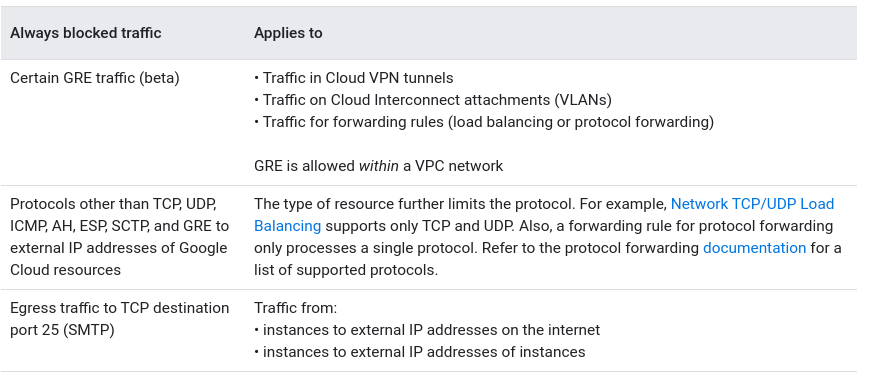 Always blocked traffic
Applies to
Certain GRE traffic (beta)
• Traffic in Cloud VPN tunnels
• Traffic on Cloud Interconnect attachments (VLANs)
• Traffic for forwarding rules (load balancing or protocol forwarding)
GRE is allowed within a VPC network
Protocols other than TCP, UDP,
ICMP, AH, ESP, SCTP, and GRE to
external IP addresses of Google
Cloud resources
The type of resource further limits the protocol. For example, Network TCP/UDP Load
Balancing supports only TCP and UDP. Also, a forwarding rule for protocol forwarding
only processes a single protocol. Refer to the protocol forwarding documentation for a
list of supported protocols.
Egress traffic to TCP destination
port 25 (SMTP)
Traffic from:
• instances to external IP addresses on the internet
• instances to external IP addresses of instances